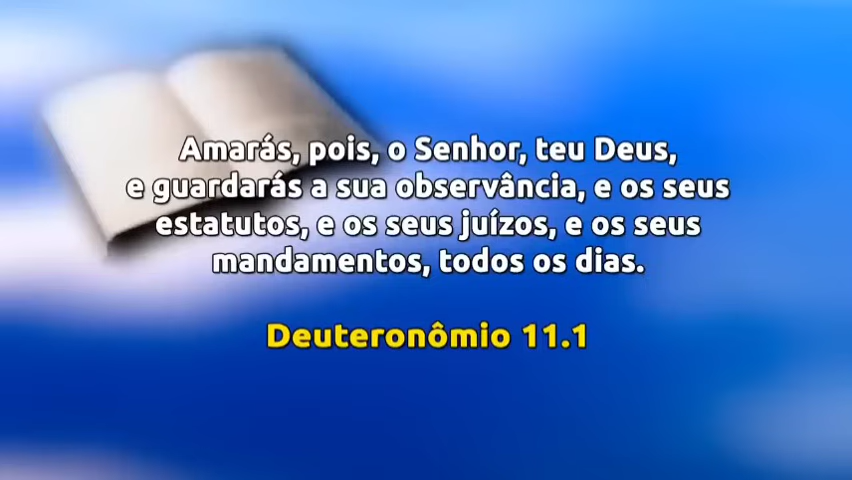 Amarás, pois, o Senhor, teu Deus,
e guardarás a sua observância, e os seus
estatutos, e os seus juízos, e os seus
mandamentos, todos os dias.
Deuteronômio 11.1